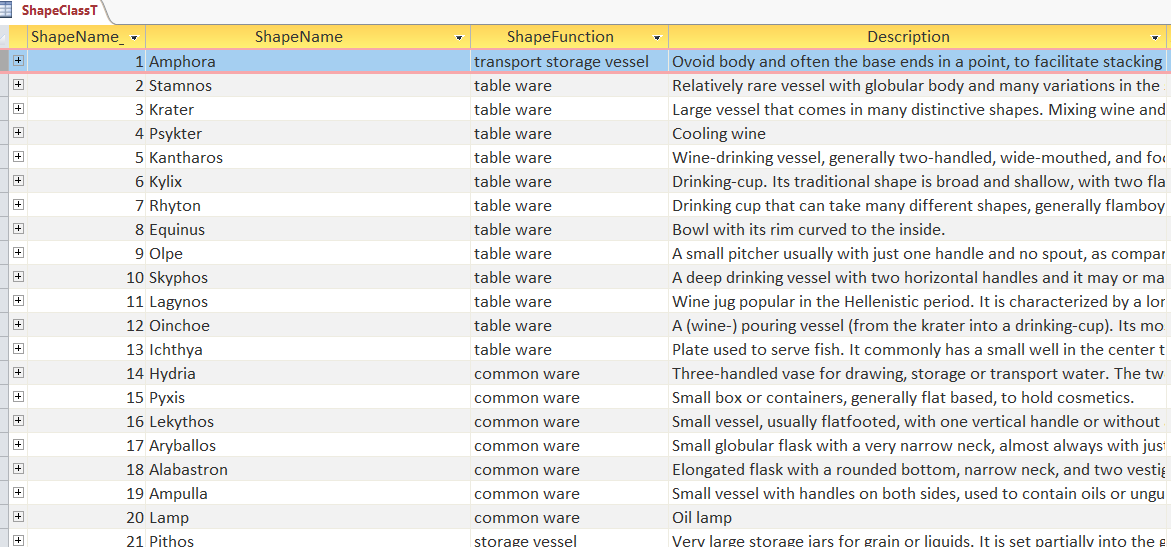 ShapeClassT
ShapeName_ ShapeName ShapeFunction Description
1 Amphora transport storage vessel Ovoid body and often the base ends in a point, to facilitate stacking
2 Stamnos table ware Relatively rare vessel with globular body and many variations in the
3 Krater table ware Large vessel that comes in many distinctive shapes. Mixing wine and
4 Psykter table ware Cooling wine
5 Kantharos table ware Wine-drinking vessel, generally two-handled, wide-mouthed, and foo
6 Kylix table ware Drinking-cup. Its traditional shape is broad and shallow, with two fla
7 Rhyton table ware Drinking cup that can take many different shapes, generally flamboy
8 Equinus table ware Bowl with its rim curved to the inside.
9 Olpe table ware A small pitcher usually with just one handle and no spout, as compar
10 Skyphos table ware A deep drinking vessel with two horizontal handles and it may or ma
11 Lagynos table ware Wine jug popular in the Hellenistic period. It is characterized by a lon
12 Oinchoe table ware A (wine-) pouring vessel (from the krater into a drinking-cup). Its mo
13 Ichthya table ware Plate used to serve fish. It commonly has a small well in the center t
14 Hydria common ware Three-handled vase for drawing, storage or transport water. The tw
15 Pyxis common ware Small box or containers, generally flat based, to hold cosmetics.
16 Lekythos common ware Small vessel, usually flatfooted, with one vertical handle or without
17 Aryballos common ware Small globular flask with a very narrow neck, almost always with just
18 Alabastron common ware Elongated flask with a rounded bottom, narrow neck, and two vestig
19 Ampulla common ware Small vessel with handles on both sides, used to contain oils or ungu
20 Lamp common ware Oil lamp
21 Pithos storage vessel Very large storage jars for grain or liquids. It is set partially into the g